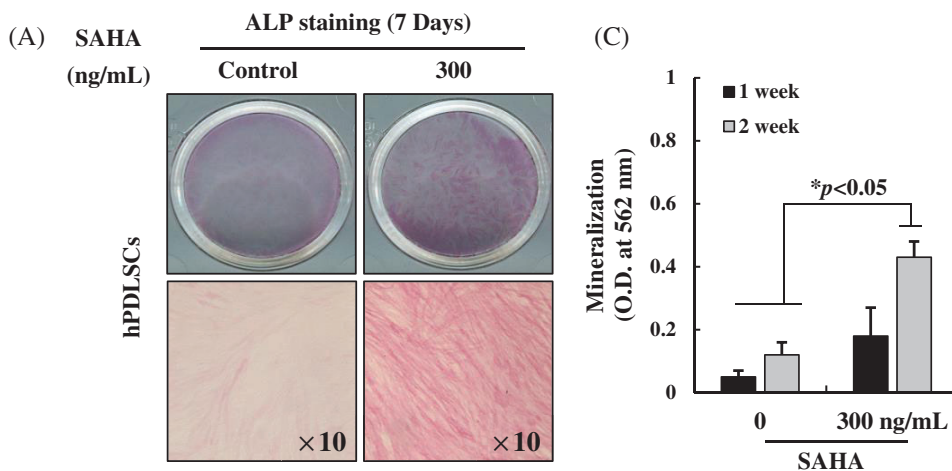 (A)
SAHA
(ng/mL)
ALP staining (7 Days)
Control
300
hPDLSCs
×10
×10
(C)
Mineralization
(O.D. at 562 nm)
1
0.8
0.6
0.4
0.2
0
1 week
2 week
*p<0.05
0
300 ng/mL
SAHA